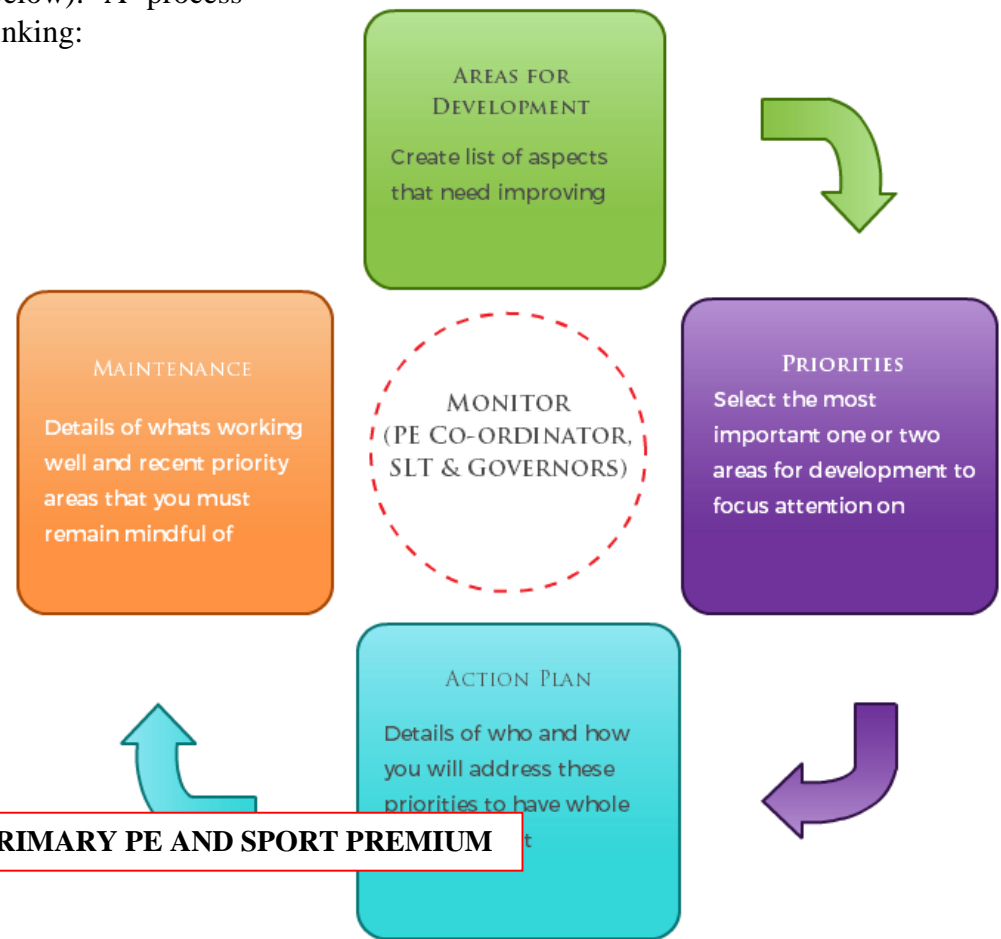 elow). A process
nking:
AREAS FOR
DEVELOPMENT
Create list of aspects
that need improving
PRIORITIES
Select the most
important one or two
areas for development to
focus attention on
MONITOR
(PE CO-ORDINATOR,
SLT & GOVERNORS)
ACTION PLAN
Details of who and how
you will address these
priorities to have whole
t
MAINTENANCE
Details of whats working
well and recent priority
areas that you must
remain mindful of
RIMARY PE AND SPORT PREMIUM